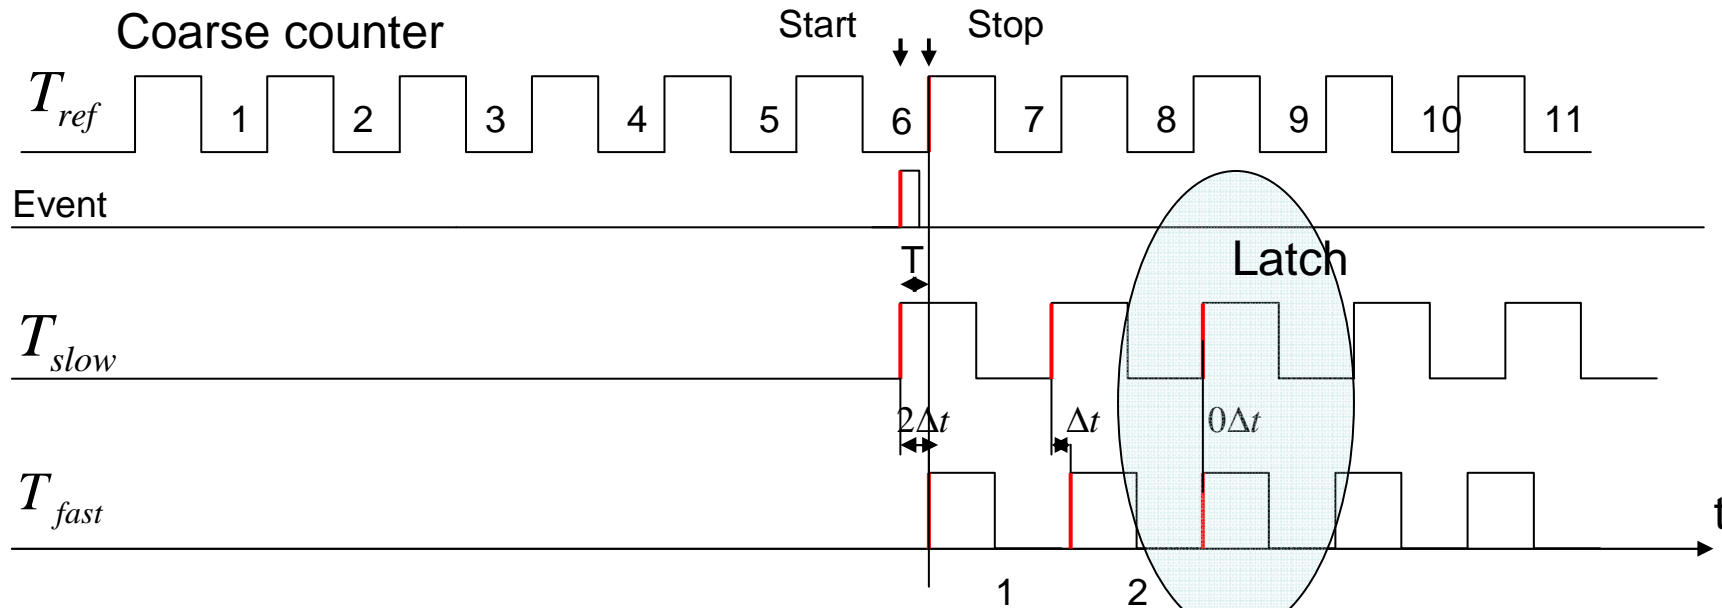 Coarse counter
Start
Stop
T_ref
1 2 3 4 5 6 7 8 9 10 11
Event
T
Latch
T_slow
2Δt Δt 0Δt
T_fast
t
1 2